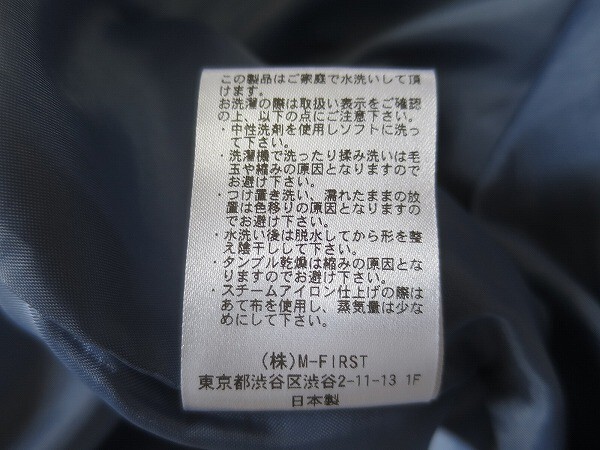 この製品はご家庭で水洗いして頂
けます。
お洗濯の際は取扱い表示をご確認
の上、以下の点にご注意下さい。
・中性洗剤を使用しソフトに洗っ
て下さい。
・洗濯機で洗ったり揉み洗いは毛
玉や縮みの原因となりますので
お避け下さい。
・つけ置き洗い、濡れたままの放
置は色移りの原因となりますの
でお避け下さい。
・水洗い後は脱水してから形を整
え陰干しして下さい。
・タンブル乾燥は縮みの原因とな
りますのでお避け下さい。
・スチームアイロン仕上げの際は
あて布を使用し、蒸気量は少な
めにして下さい。
(株)M-FIRST
東京都渋谷区渋谷2-11-13 1F
日本製